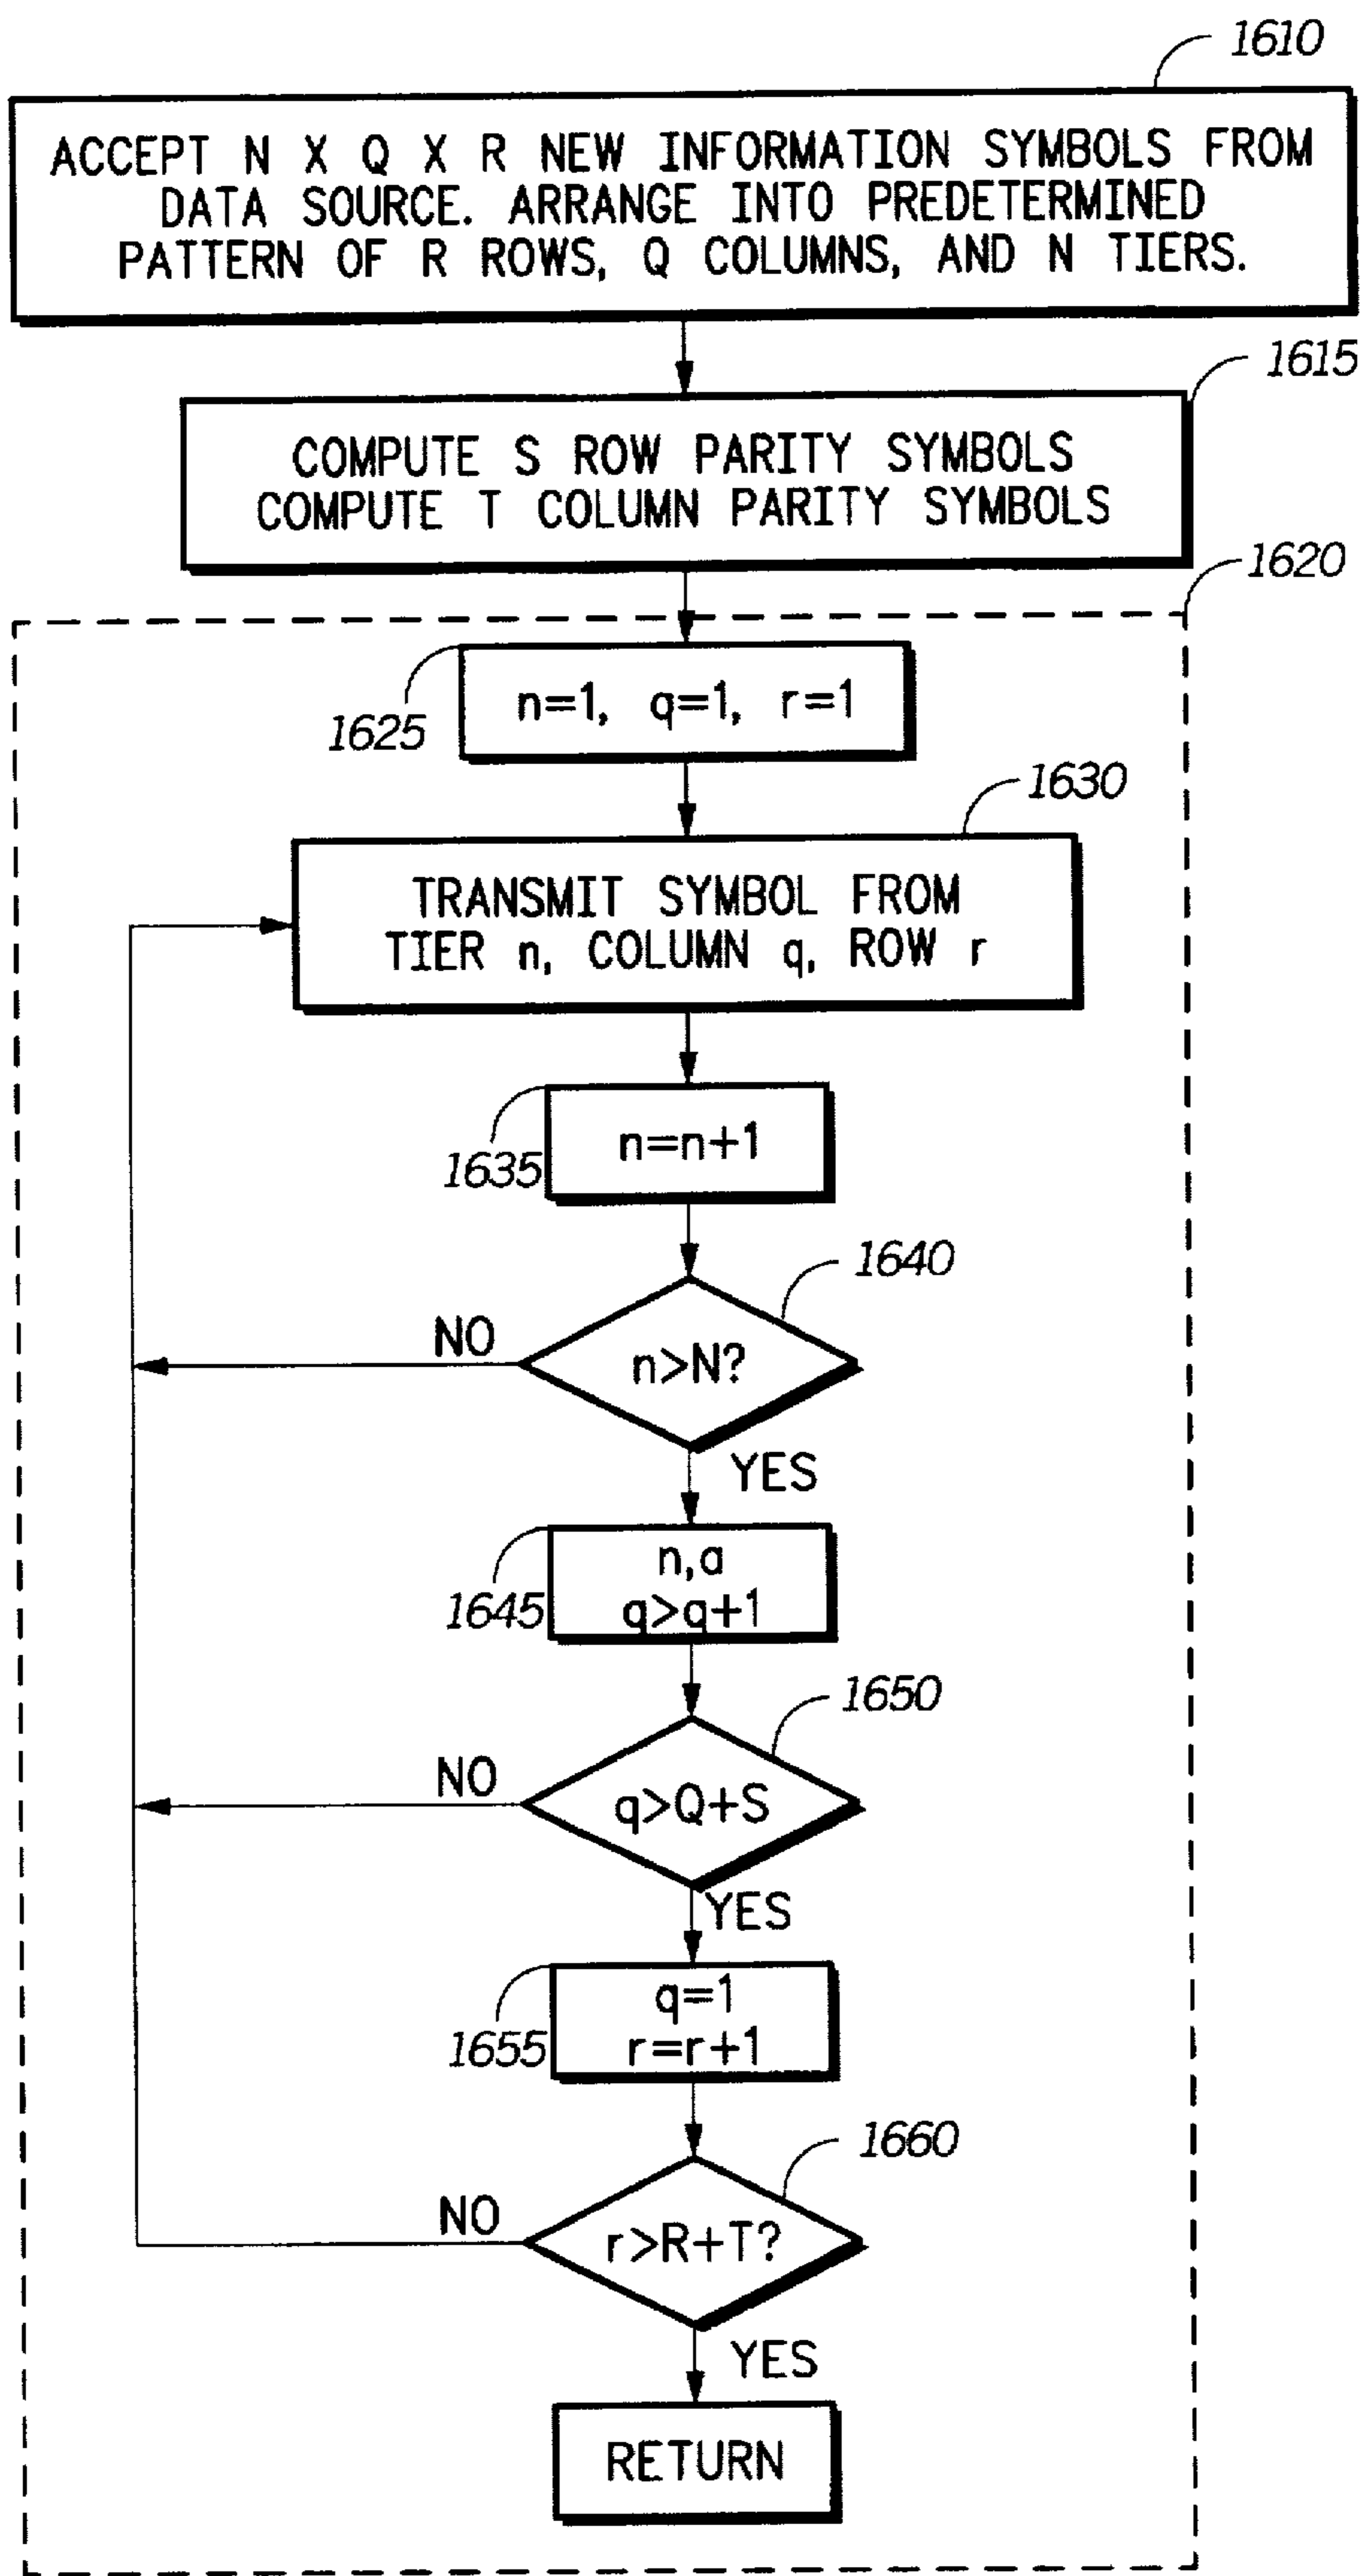 1610
ACCEPT N X Q X R NEW INFORMATION SYMBOLS FROM
DATA SOURCE. ARRANGE INTO PREDETERMINED
PATTERN OF R ROWS, Q COLUMNS, AND N TIERS.
1615
COMPUTE S ROW PARITY SYMBOLS
COMPUTE T COLUMN PARITY SYMBOLS
1620
n=1, q=1, r=1
1625
1630
TRANSMIT SYMBOL FROM
TIER n, COLUMN q, ROW r
n=n+1
1635
1640
NO
n>N?
YES
n,a
q>q+1
1645
1650
NO
q>Q+S
YES
q=1
r=r+1
1655
1660
NO
r>R+T?
YES
RETURN